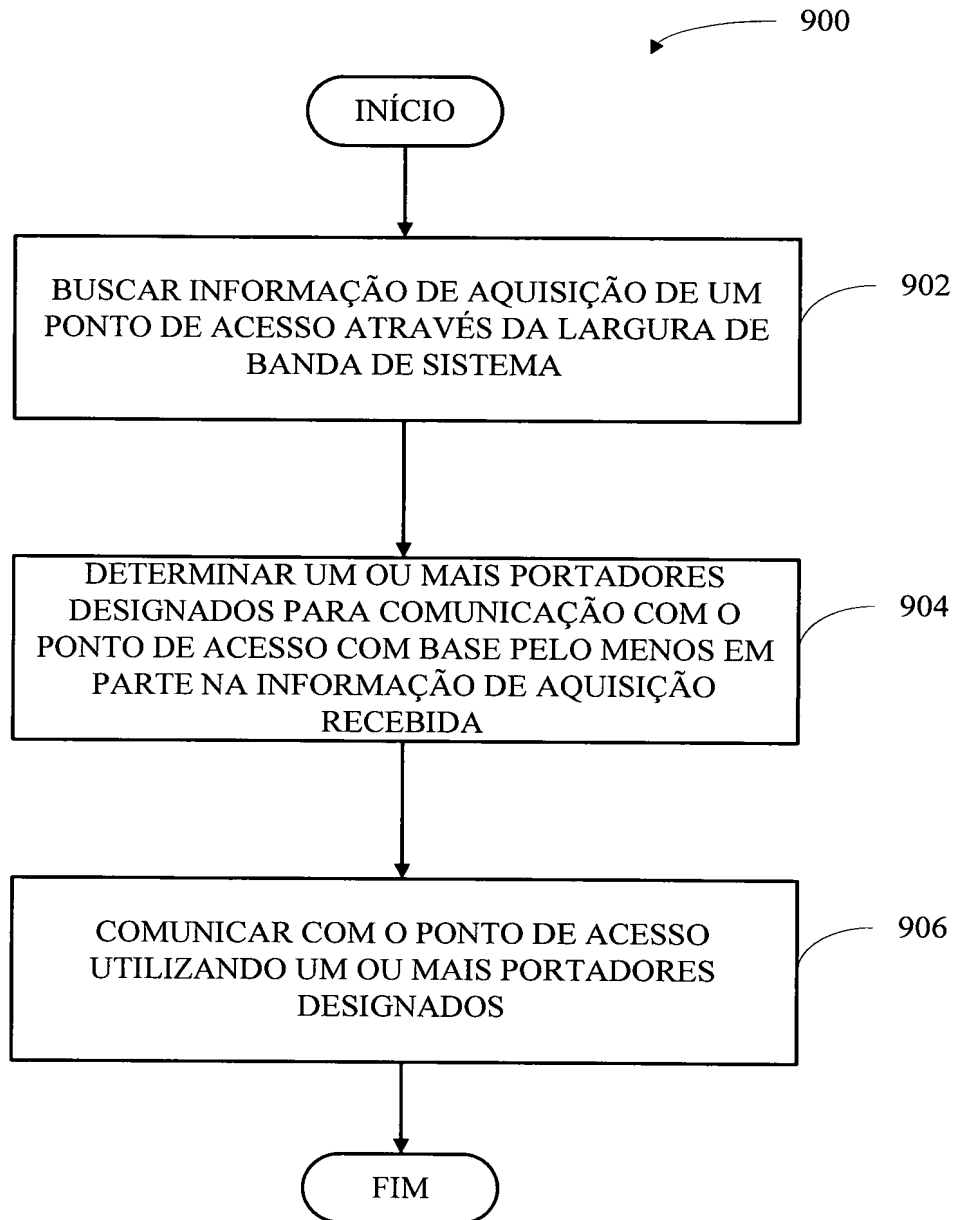 900
INÍCIO
BUSCAR INFORMAÇÃO DE AQUISIÇÃO DE UM
PONTO DE ACESSO ATRAVÉS DA LARGURA DE
BANDA DE SISTEMA
902
DETERMINAR UM OU MAIS PORTADORES
DESIGNADOS PARA COMUNICAÇÃO COM O
PONTO DE ACESSO COM BASE PELO MENOS EM
PARTE NA INFORMAÇÃO DE AQUISIÇÃO
RECEBIDA
904
COMUNICAR COM O PONTO DE ACESSO
UTILIZANDO UM OU MAIS PORTADORES
DESIGNADOS
906
FIM